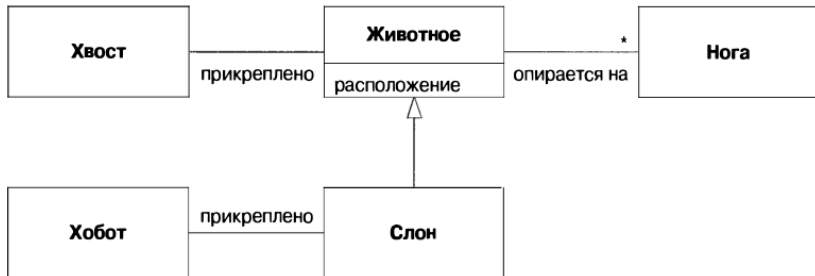 Хвост
прикреплено
Животное
расположение
*
опирается на
Нога
Хобот
прикреплено
Слон